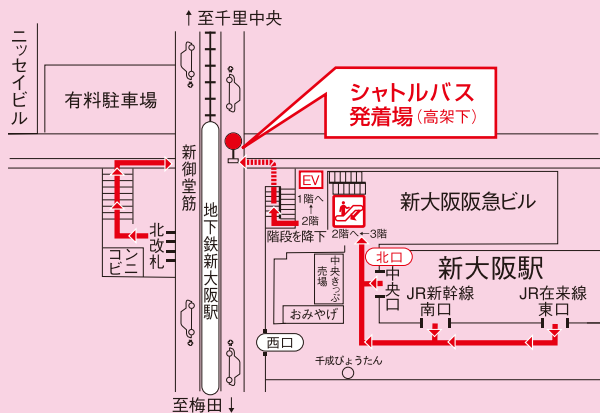 ↑至千里中央
ニッセイビル
有料駐車場
シャトルバス
発着場(高架下)
新御堂筋
地下鉄新大阪駅
EV
1階へ
↑
2階
階段を降下
2階へ←3階
新大阪阪急ビル
北改札
コン
ビニ
北口
中央口
新大阪駅
中央きっぷ
売場
おみやげ
JR新幹線
南口
JR在来線
東口
西口
千成びょうたん
至梅田↓